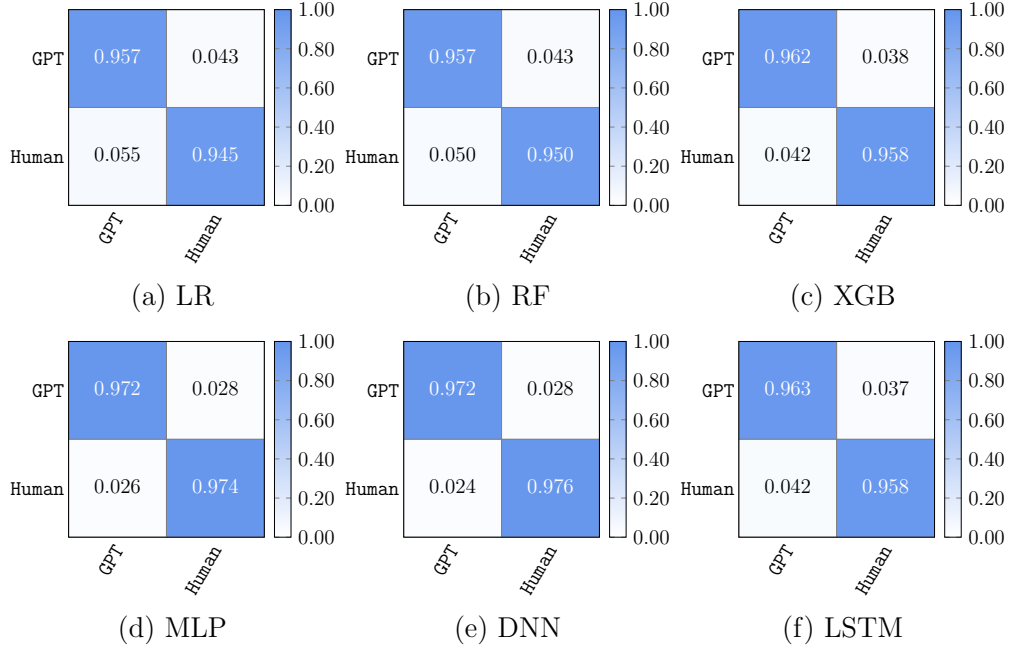 1.00
GPT 0.957 0.043 0.80
0.60
0.40
Human 0.055 0.945 0.20
0.00
GPT Human
(a) LR
1.00
GPT 0.957 0.043 0.80
0.60
0.40
Human 0.050 0.950 0.20
0.00
GPT Human
(b) RF
1.00
GPT 0.962 0.038 0.80
0.60
0.40
Human 0.042 0.958 0.20
0.00
GPT Human
(c) XGB
1.00
GPT 0.972 0.028 0.80
0.60
0.40
Human 0.026 0.974 0.20
0.00
GPT Human
(d) MLP
1.00
GPT 0.972 0.028 0.80
0.60
0.40
Human 0.024 0.976 0.20
0.00
GPT Human
(e) DNN
1.00
GPT 0.963 0.037 0.80
0.60
0.40
Human 0.042 0.958 0.20
0.00
GPT Human
(f) LSTM